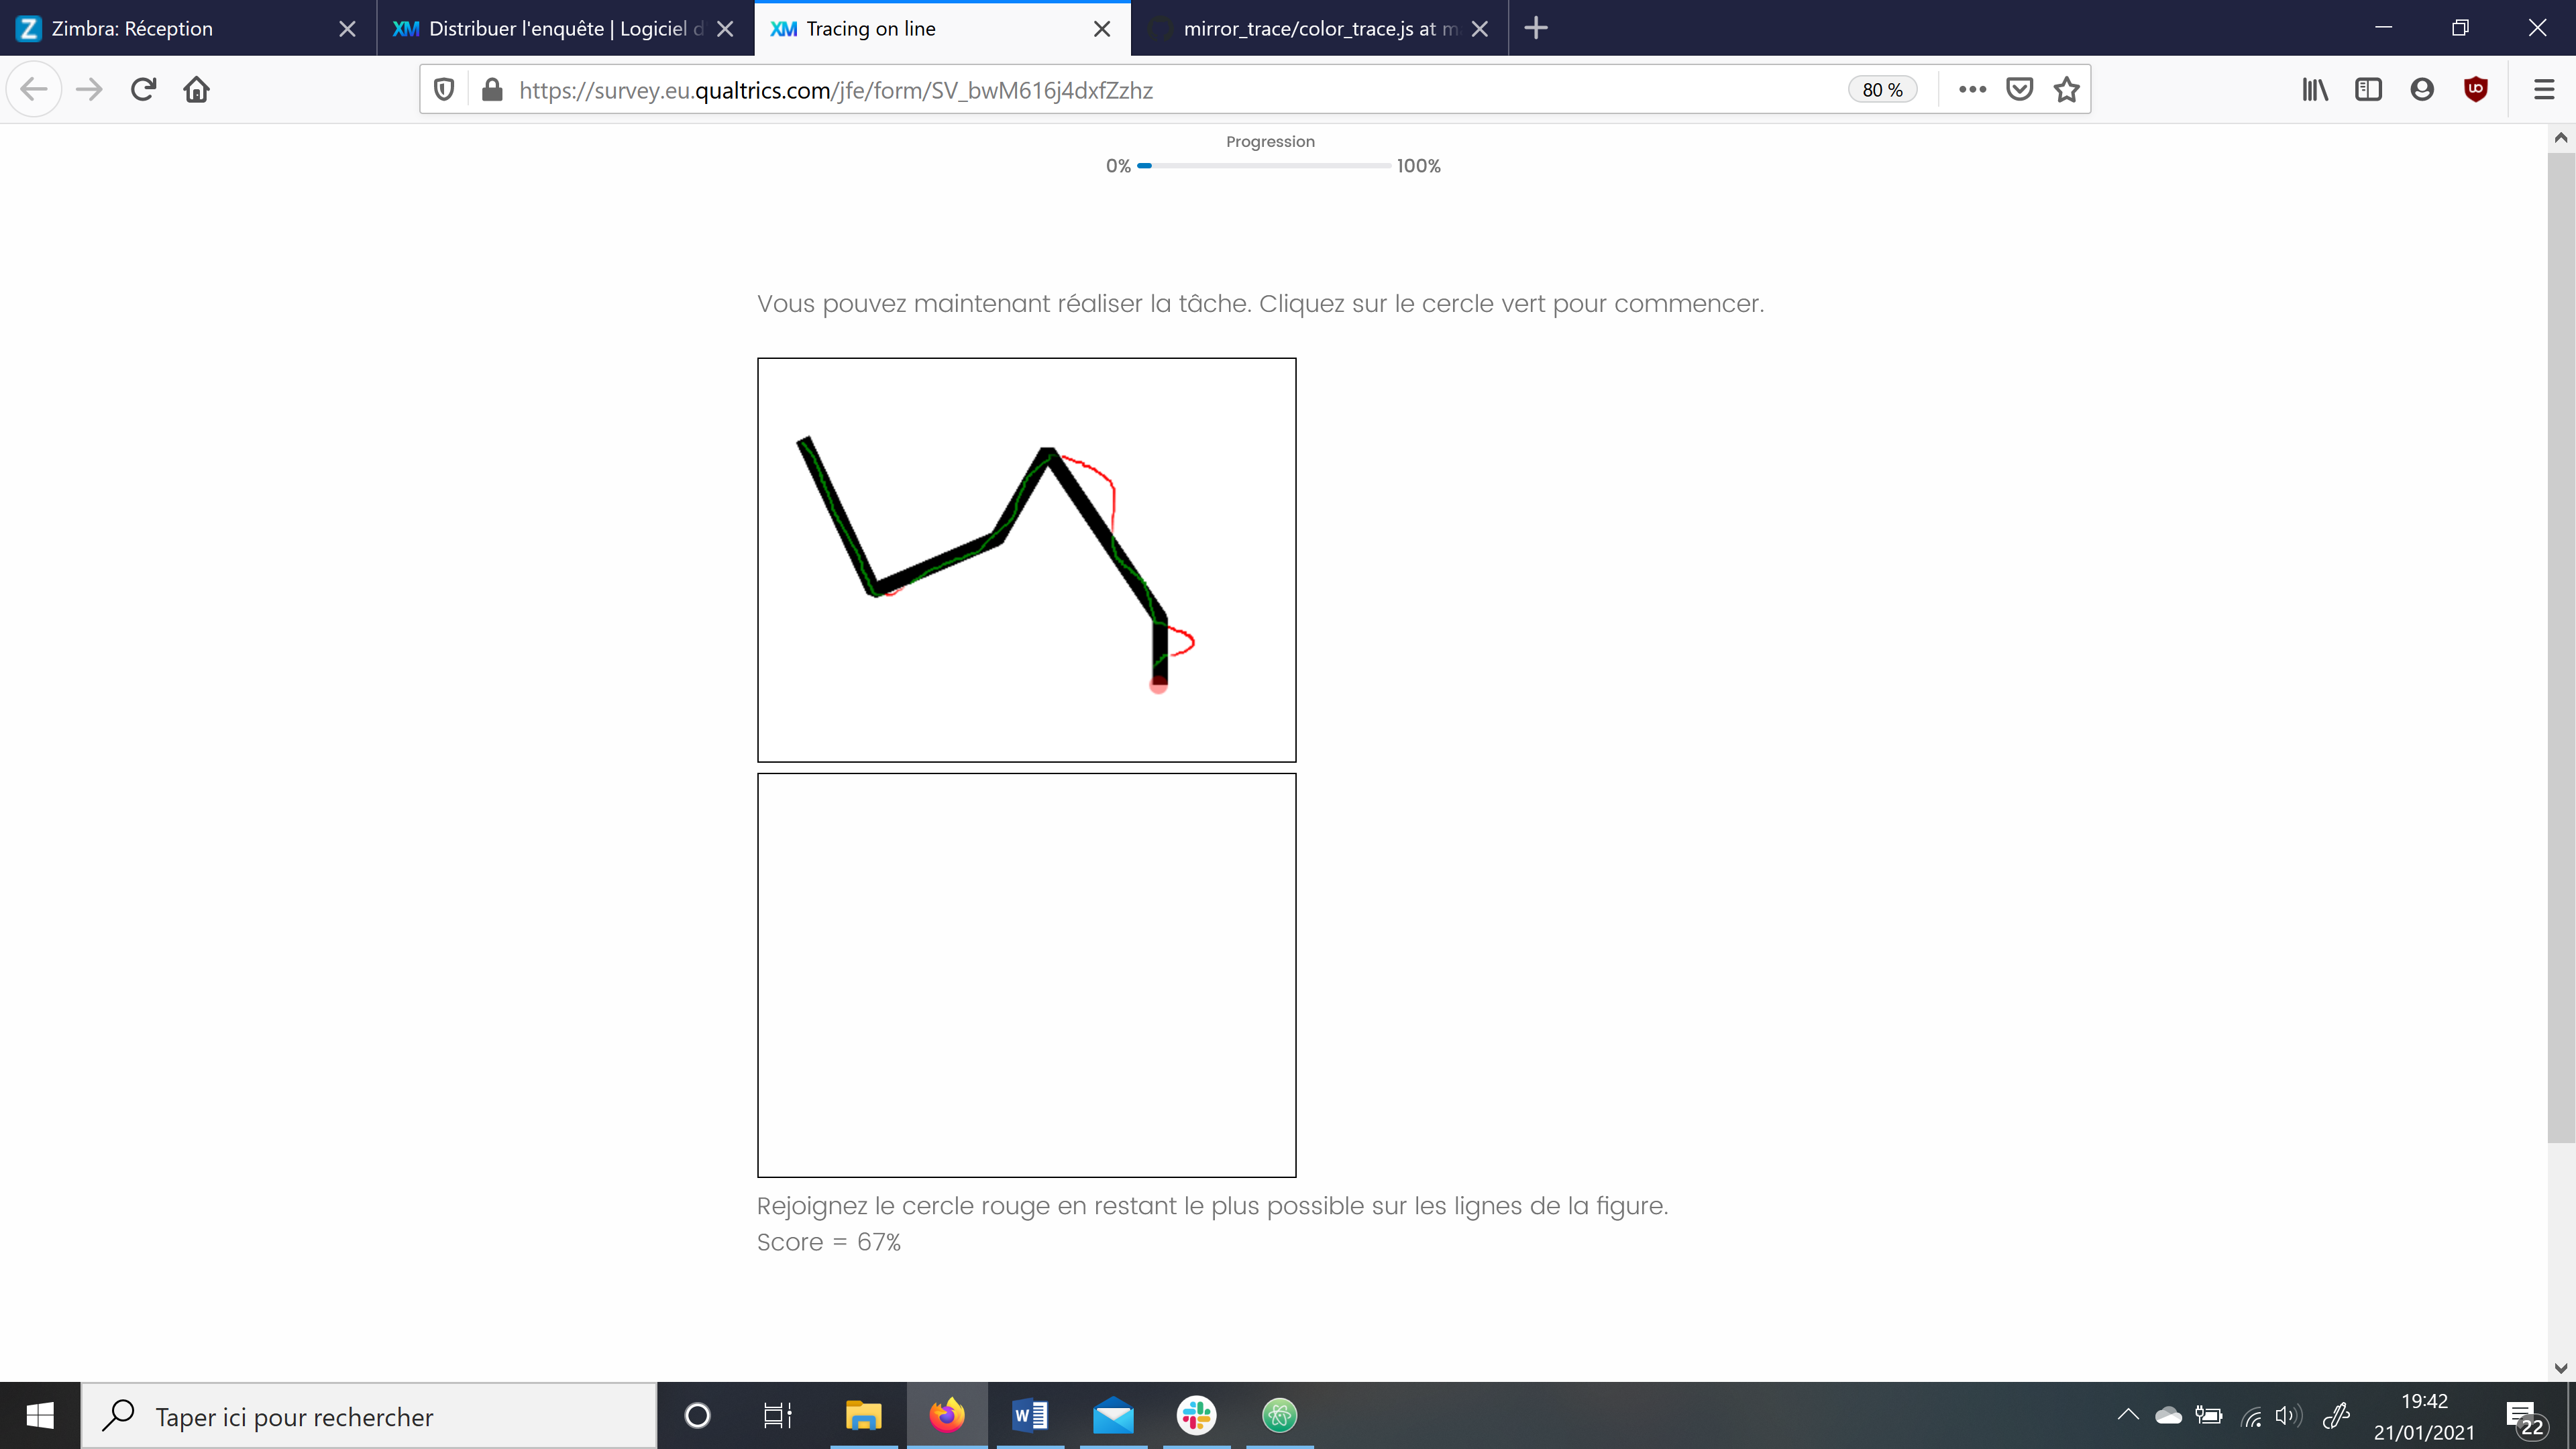 Zimbra: Réception
XM Distribuer l'enquête | Logiciel d
XM Tracing on line
mirror_trace/color_trace.js at m
https://survey.eu.qualtrics.com/jfe/form/SV_bwM616j4dxfZzhz
80 %
Progression
0% 100%
Vous pouvez maintenant réaliser la tâche. Cliquez sur le cercle vert pour commencer.
Rejoignez le cercle rouge en restant le plus possible sur les lignes de la figure.
Score = 67%
Taper ici pour rechercher
19:42
21/01/2021
22